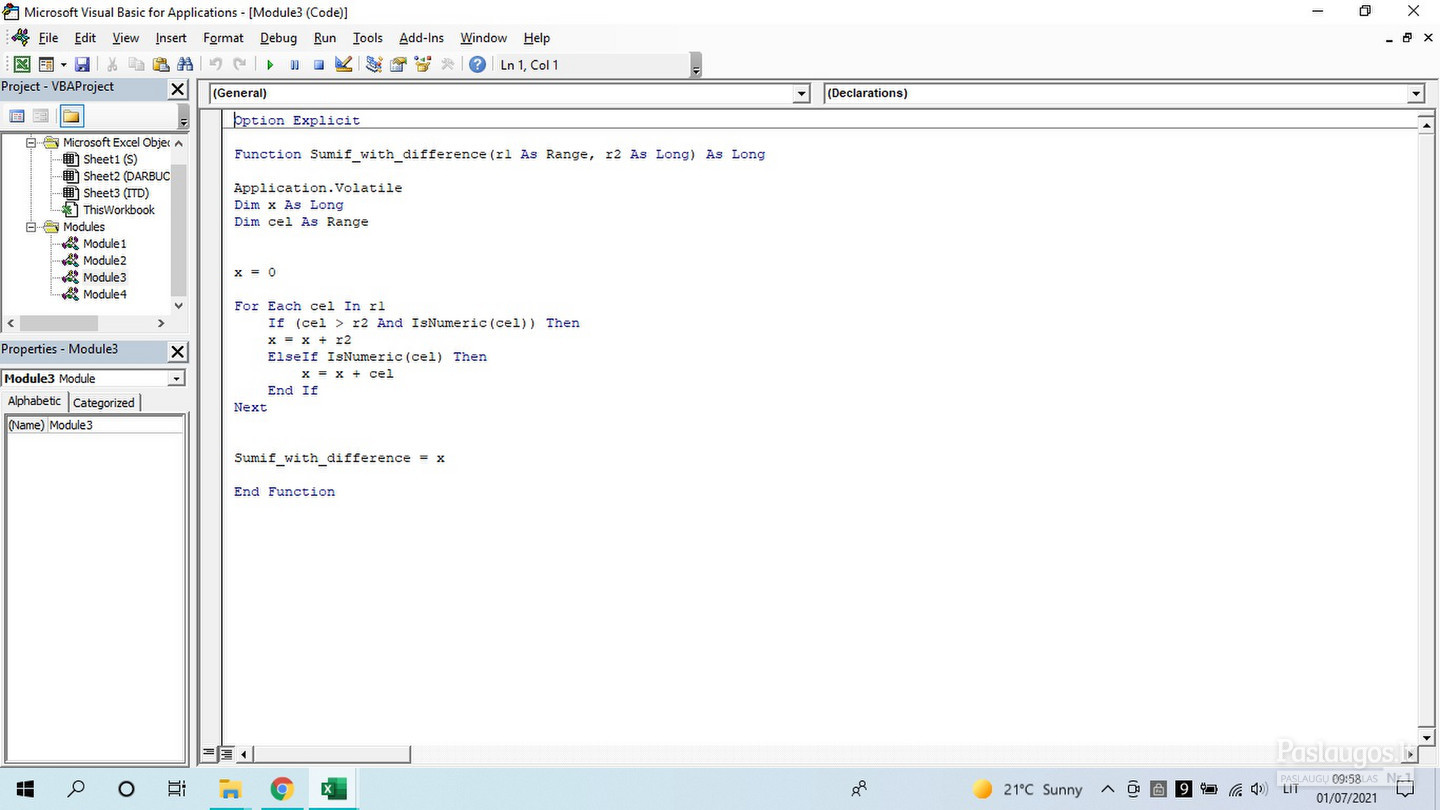 Microsoft Visual Basic for Applications - [Module3 (Code)]
File Edit View Insert Format Debug Run Tools Add-Ins Window Help
Ln 1, Col 1
Project - VBAProject
(General)
(Declarations)
Microsoft Excel Objec
Sheet1 (S)
Sheet2 (DARBUC
Sheet3 (ITD)
ThisWorkbook
Modules
Module1
Module2
Module3
Module4
Properties - Module3
Module3 Module
Alphabetic Categorized
(Name) Module3
Option Explicit
Function Sumif_with_difference(r1 As Range, r2 As Long) As Long
Application.Volatile
Dim x As Long
Dim cel As Range
x = 0
For Each cel In r1
If (cel > r2 And IsNumeric(cel)) Then
x = x + r2
ElseIf IsNumeric(cel) Then
x = x + cel
End If
Next
Sumif_with_difference = x
End Function
Paslaugos.lt
21°C Sunny
9
LIT
09:58
01/07/2021
Nr.1